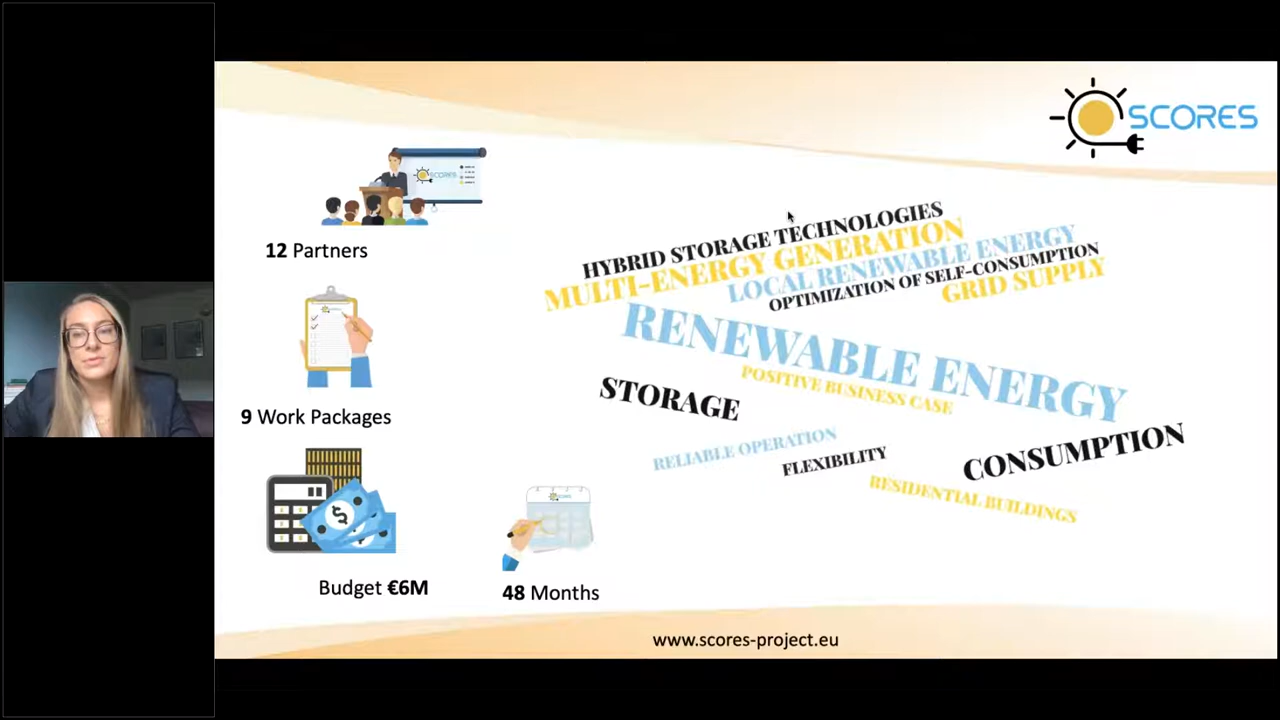 SCORES
SCORES
12 Partners
HYBRID STORAGE TECHNOLOGIES
MULTI-ENERGY GENERATION
LOCAL RENEWABLE ENERGY
OPTIMIZATION OF SELF-CONSUMPTION
GRID SUPPLY
RENEWABLE ENERGY
POSITIVE BUSINESS CASE
STORAGE
9 Work Packages
RELIABLE OPERATION
FLEXIBILITY
CONSUMPTION
RESIDENTIAL BUILDINGS
Budget €6M
48 Months
www.scores-project.eu